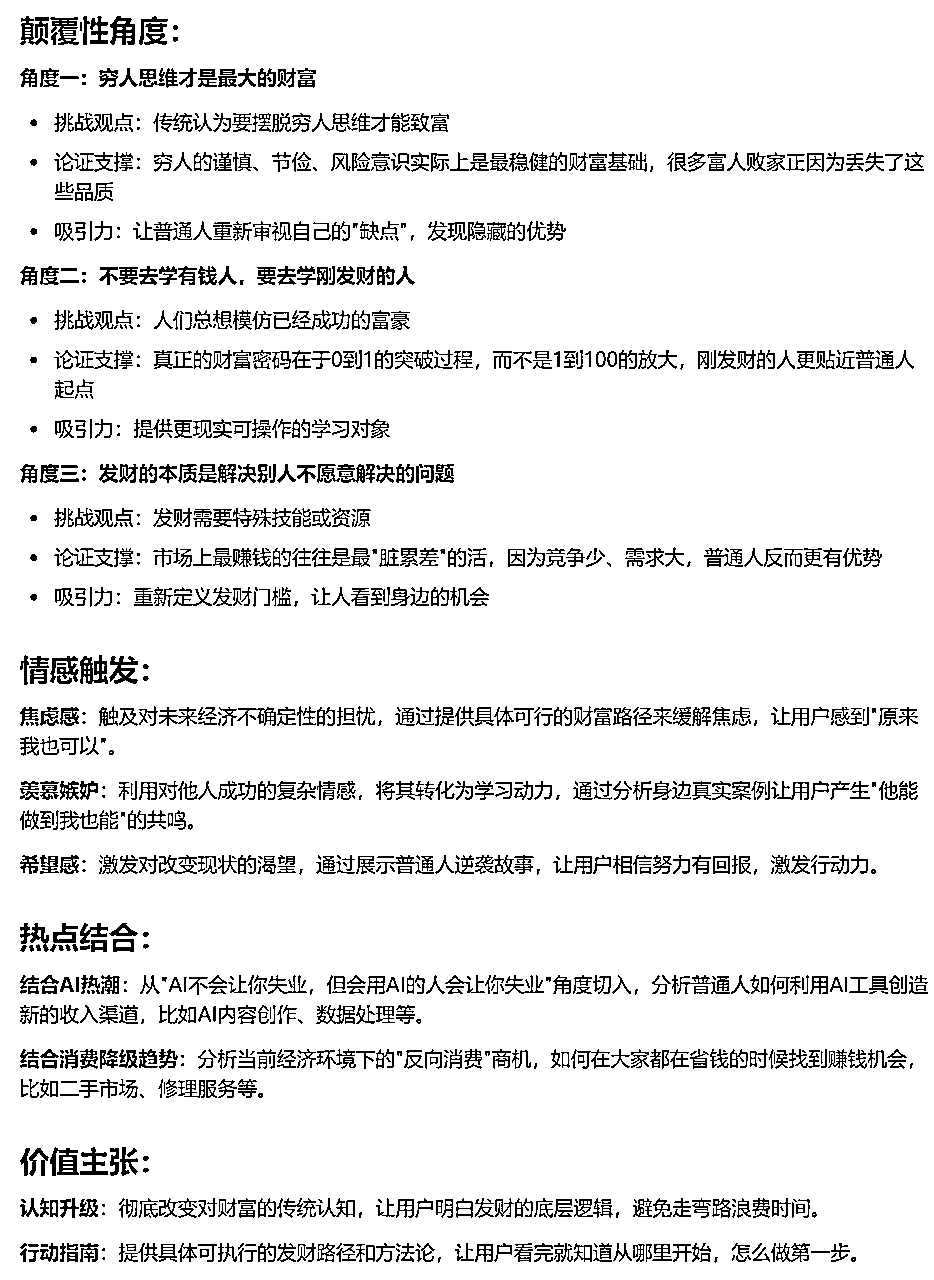 颠覆性角度：
角度一：穷人思维才是最大的财富
• 挑战观点：传统认为要摆脱穷人思维才能致富
• 论证支撑：穷人的谨慎、节俭、风险意识实际上是最稳健的财富基础，很多富人败家正因为丢失了这
些品质
• 吸引力：让普通人重新审视自己的"缺点"，发现隐藏的优势
角度二：不要去学有钱人，要去学刚发财的人
• 挑战观点：人们总想模仿已经成功的富豪
• 论证支撑：真正的财富密码在于0到1的突破过程，而不是1到100的放大，刚发财的人更贴近普通人
起点
• 吸引力：提供更现实可操作的学习对象
角度三：发财的本质是解决别人不愿意解决的问题
• 挑战观点：发财需要特殊技能或资源
• 论证支撑：市场上最赚钱的往往是最"脏累差"的活，因为竞争少、需求大，普通人反而更有优势
• 吸引力：重新定义发财门槛，让人看到身边的机会
情感触发：
焦虑感：触及对未来经济不确定性的担忧，通过提供具体可行的财富路径来缓解焦虑，让用户感到"原来
我也可以"。
羡慕嫉妒：利用对他人成功的复杂情感，将其转化为学习动力，通过分析身边真实案例让用户产生"他能
做到我也能"的共鸣。
希望感：激发对改变现状的渴望，通过展示普通人逆袭故事，让用户相信努力有回报，激发行动力。
热点结合：
结合AI热潮：从"AI不会让你失业，但会用AI的人会让你失业"角度切入，分析普通人如何利用AI工具创造
新的收入渠道，比如AI内容创作、数据处理等。
结合消费降级趋势：分析当前经济环境下的"反向消费"商机，如何在大家都在省钱的时候找到赚钱机会，
比如二手市场、修理服务等。
价值主张：
认知升级：彻底改变对财富的传统认知，让用户明白发财的底层逻辑，避免走弯路浪费时间。
行动指南：提供具体可执行的发财路径和方法论，让用户看完就知道从哪里开始，怎么做第一步。